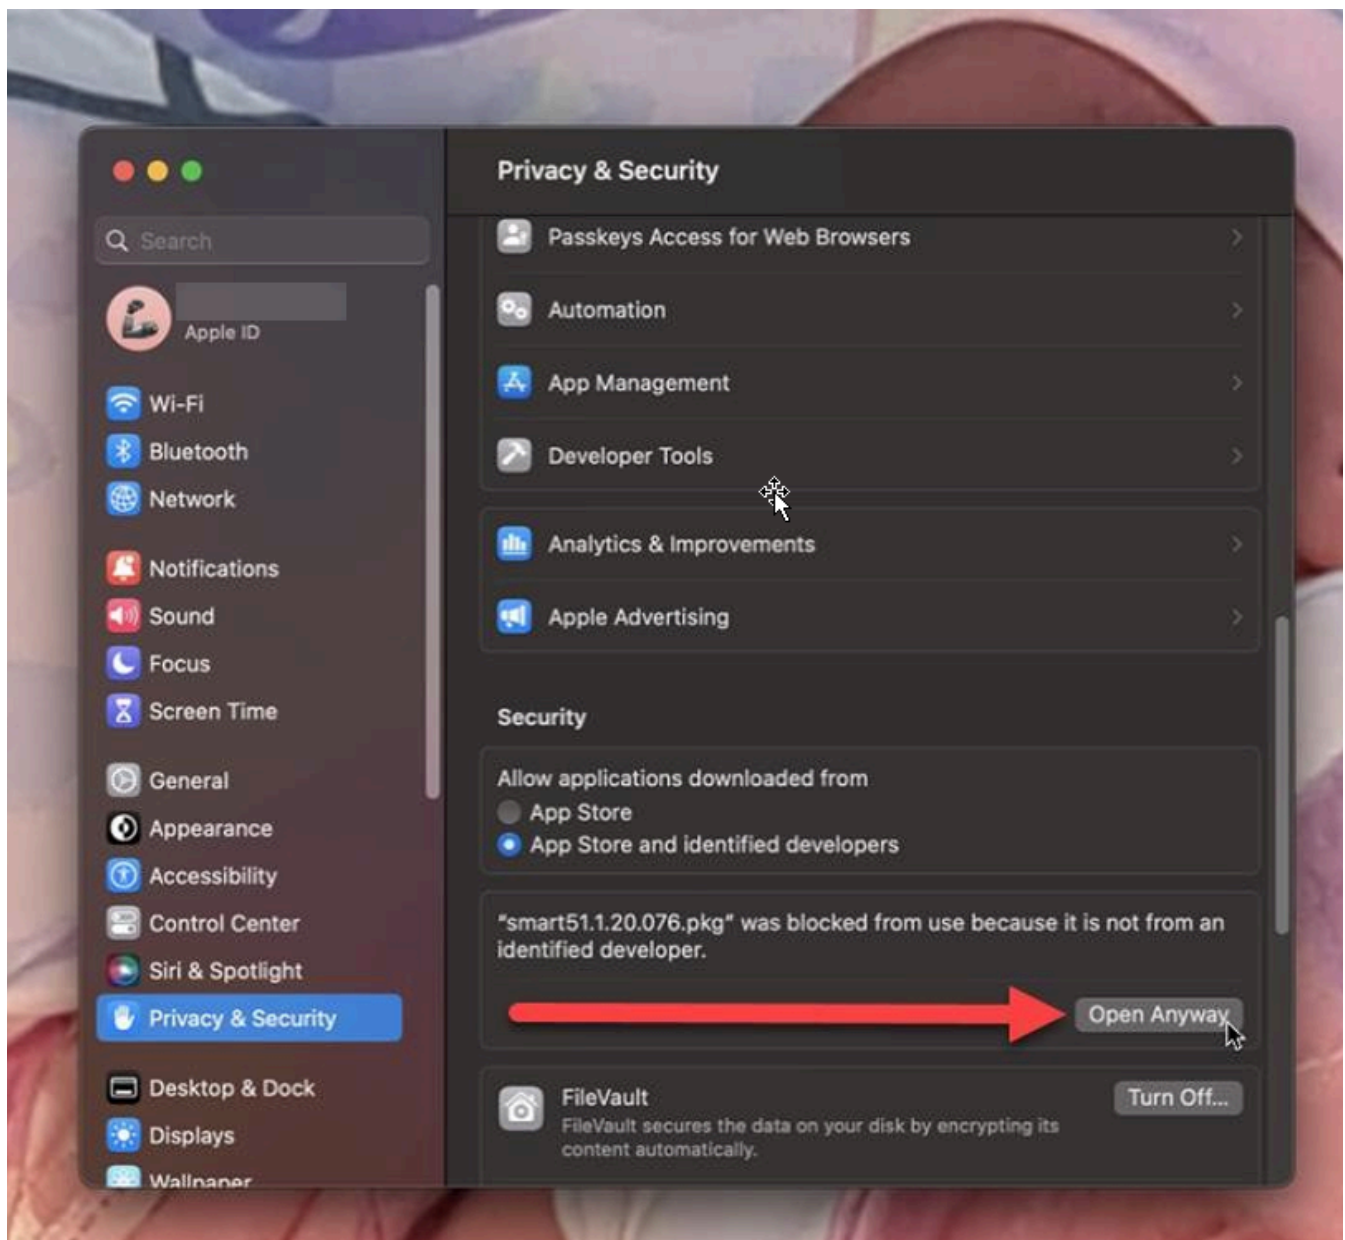 Privacy & Security
Search
Apple ID
Wi-Fi
Bluetooth
Network
Notifications
Sound
Focus
Screen Time
General
Appearance
Accessibility
Control Center
Siri & Spotlight
Privacy & Security
Desktop & Dock
Displays
Wallpaper
Passkeys Access for Web Browsers
Automation
App Management
Developer Tools
Analytics & Improvements
Apple Advertising
Security
Allow applications downloaded from
App Store
App Store and identified developers
“smart51.1.20.076.pkg” was blocked from use because it is not from an
identified developer.
Open Anyway
FileVault
Turn Off...
FileVault secures the data on your disk by encrypting its
content automatically.